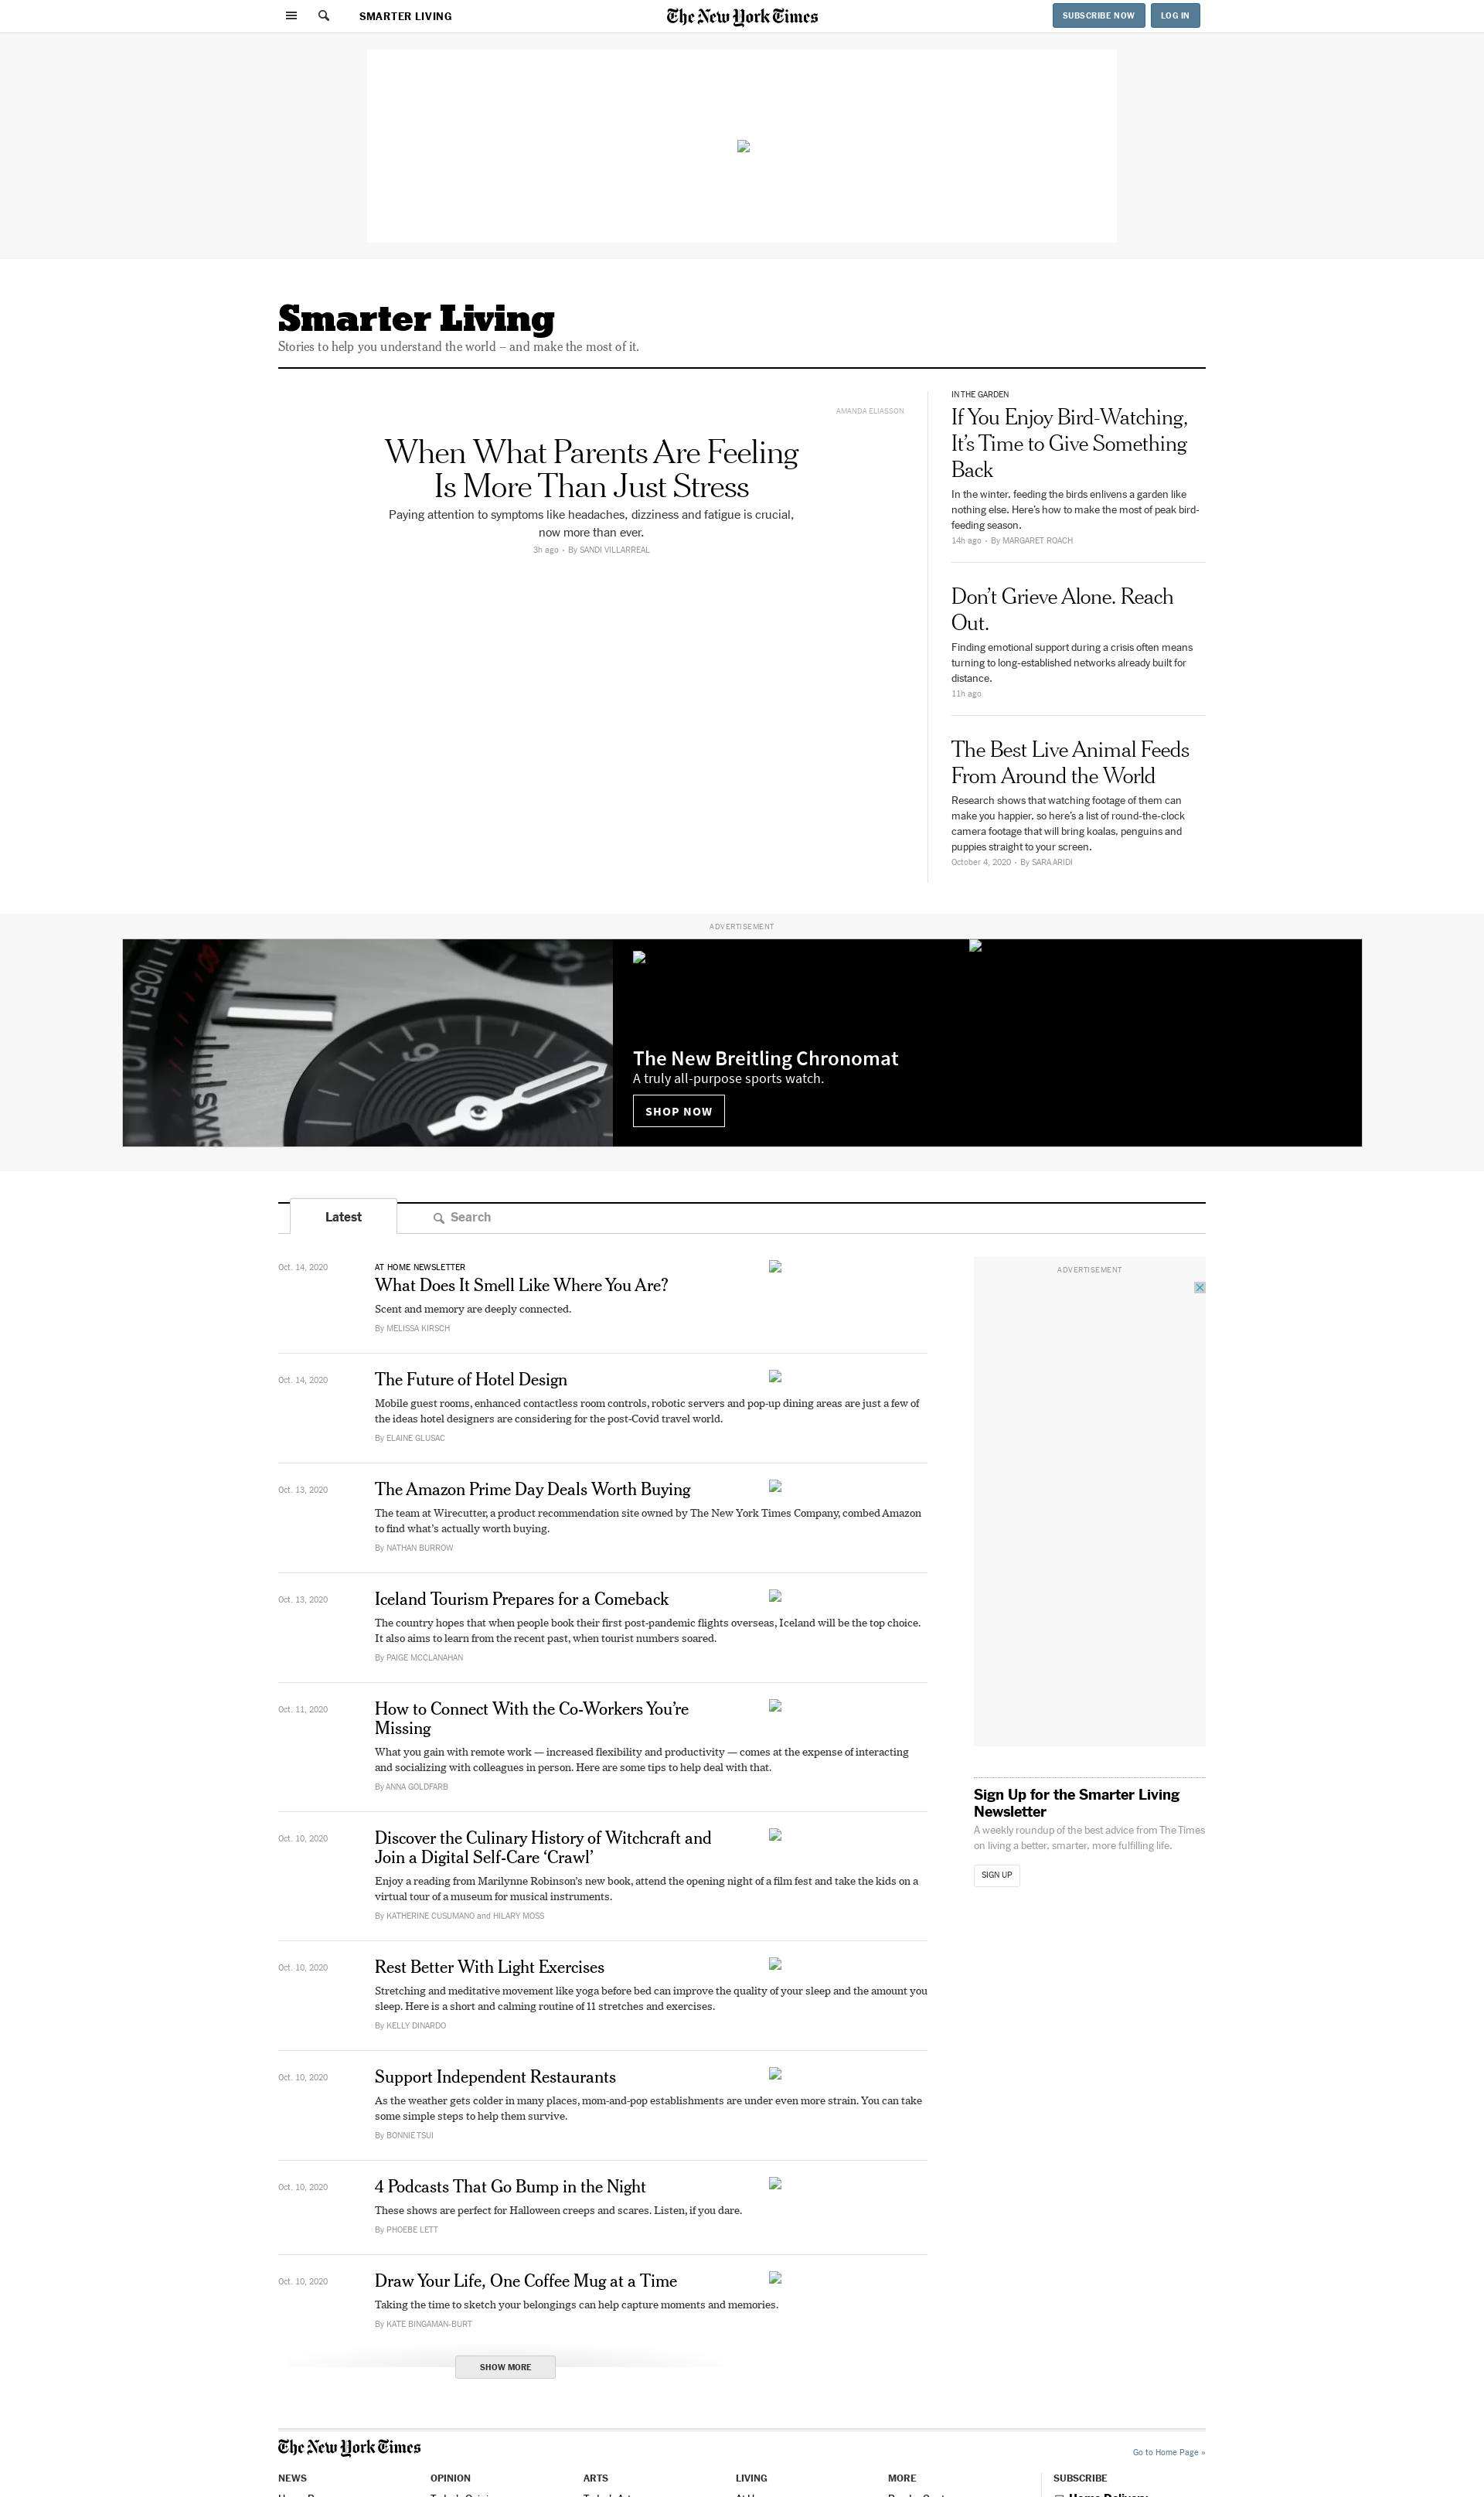 SMARTER LIVING
The New York Times
SUBSCRIBE NOW
LOG IN
Smarter Living
Stories to help you understand the world – and make the most of it.
AMANDA ELIASSON
When What Parents Are Feeling
Is More Than Just Stress
Paying attention to symptoms like headaches, dizziness and fatigue is crucial,
now more than ever.
3h ago • By SANDI VILLARREAL
IN THE GARDEN
If You Enjoy Bird-Watching,
It’s Time to Give Something
Back
In the winter, feeding the birds enlivens a garden like
nothing else. Here’s how to make the most of peak bird-
feeding season.
14h ago • By MARGARET ROACH
Don’t Grieve Alone. Reach
Out.
Finding emotional support during a crisis often means
turning to long-established networks already built for
distance.
11h ago
The Best Live Animal Feeds
From Around the World
Research shows that watching footage of them can
make you happier, so here’s a list of round-the-clock
camera footage that will bring koalas, penguins and
puppies straight to your screen.
October 4, 2020 • By SARA ARIDI
ADVERTISEMENT
The New Breitling Chronomat
A truly all-purpose sports watch.
SHOP NOW
SWISS
Latest
Search
Oct. 14, 2020
AT HOME NEWSLETTER
What Does It Smell Like Where You Are?
Scent and memory are deeply connected.
By MELISSA KIRSCH
Oct. 14, 2020
The Future of Hotel Design
Mobile guest rooms, enhanced contactless room controls, robotic servers and pop-up dining areas are just a few of
the ideas hotel designers are considering for the post-Covid travel world.
By ELAINE GLUSAC
Oct. 13, 2020
The Amazon Prime Day Deals Worth Buying
The team at Wirecutter, a product recommendation site owned by The New York Times Company, combed Amazon
to find what’s actually worth buying.
By NATHAN BURROW
Oct. 13, 2020
Iceland Tourism Prepares for a Comeback
The country hopes that when people book their first post-pandemic flights overseas, Iceland will be the top choice.
It also aims to learn from the recent past, when tourist numbers soared.
By PAIGE MCCLANAHAN
Oct. 11, 2020
How to Connect With the Co-Workers You’re
Missing
What you gain with remote work — increased flexibility and productivity — comes at the expense of interacting
and socializing with colleagues in person. Here are some tips to help deal with that.
By ANNA GOLDFARB
Oct. 10, 2020
Discover the Culinary History of Witchcraft and
Join a Digital Self-Care ‘Crawl’
Enjoy a reading from Marilynne Robinson’s new book, attend the opening night of a film fest and take the kids on a
virtual tour of a museum for musical instruments.
By KATHERINE CUSUMANO and HILARY MOSS
Oct. 10, 2020
Rest Better With Light Exercises
Stretching and meditative movement like yoga before bed can improve the quality of your sleep and the amount you
sleep. Here is a short and calming routine of 11 stretches and exercises.
By KELLY DINARDO
Oct. 10, 2020
Support Independent Restaurants
As the weather gets colder in many places, mom-and-pop establishments are under even more strain. You can take
some simple steps to help them survive.
By BONNIE TSUI
Oct. 10, 2020
4 Podcasts That Go Bump in the Night
These shows are perfect for Halloween creeps and scares. Listen, if you dare.
By PHOEBE LETT
Oct. 10, 2020
Draw Your Life, One Coffee Mug at a Time
Taking the time to sketch your belongings can help capture moments and memories.
By KATE BINGAMAN-BURT
SHOW MORE
ADVERTISEMENT
Sign Up for the Smarter Living
Newsletter
A weekly roundup of the best advice from The Times
on living a better, smarter, more fulfilling life.
SIGN UP
The New York Times
Go to Home Page »
NEWS
OPINION
ARTS
LIVING
MORE
SUBSCRIBE